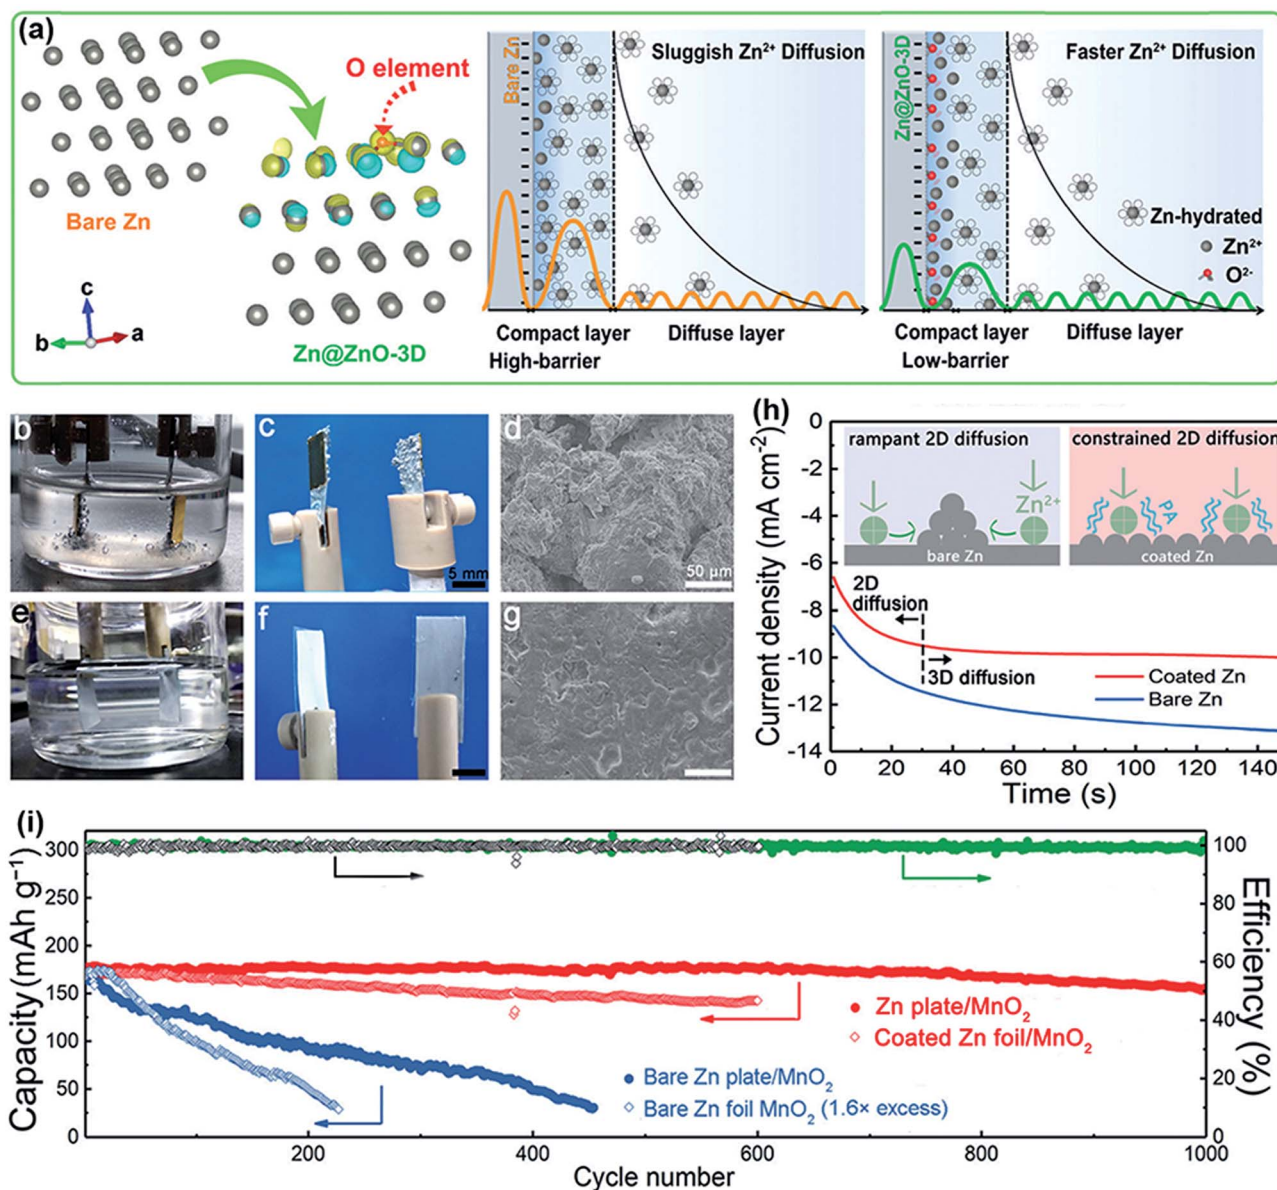 (a)
O element
Bare Zn
Zn@ZnO-3D
c
b
a
Bare Zn
Sluggish Zn²⁺ Diffusion
Compact layer
High-barrier
Diffuse layer
Zn@ZnO-3D
Faster Zn²⁺ Diffusion
Zn-hydrated
Zn²⁺
O²⁻
Compact layer
Low-barrier
Diffuse layer
b
c
5 mm
d
50 µm
e
f
g
(h)
Current density (mA cm⁻²)
0
-2
-4
-6
-8
-10
-12
-14
rampant 2D diffusion
Zn²⁺
bare Zn
constrained 2D diffusion
PA
coated Zn
2D
diffusion
3D diffusion
Coated Zn
Bare Zn
0 20 40 60 80 100 120 140
Time (s)
(i)
Capacity (mAh g⁻¹)
300
250
200
150
100
50
0
Zn plate/MnO₂
Coated Zn foil/MnO₂
Bare Zn plate/MnO₂
Bare Zn foil MnO₂ (1.6× excess)
100
80
60
40
20
0
Efficiency (%)
200 400 600 800 1000
Cycle number